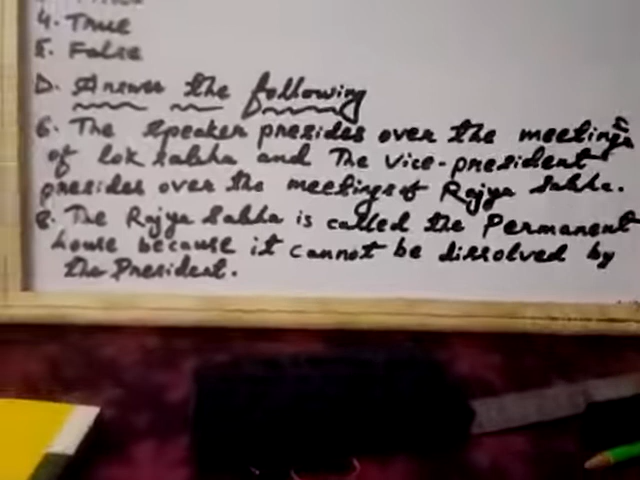 4. True
5. False
D. Answer the following
6. The Speaker presides over the meetings
of lok sabha and The vice-president
presides over the meetings of Rajya Sabha.
8. The Rajya Sabha is called the Permanent
house because it cannot be dissolved by
the President.